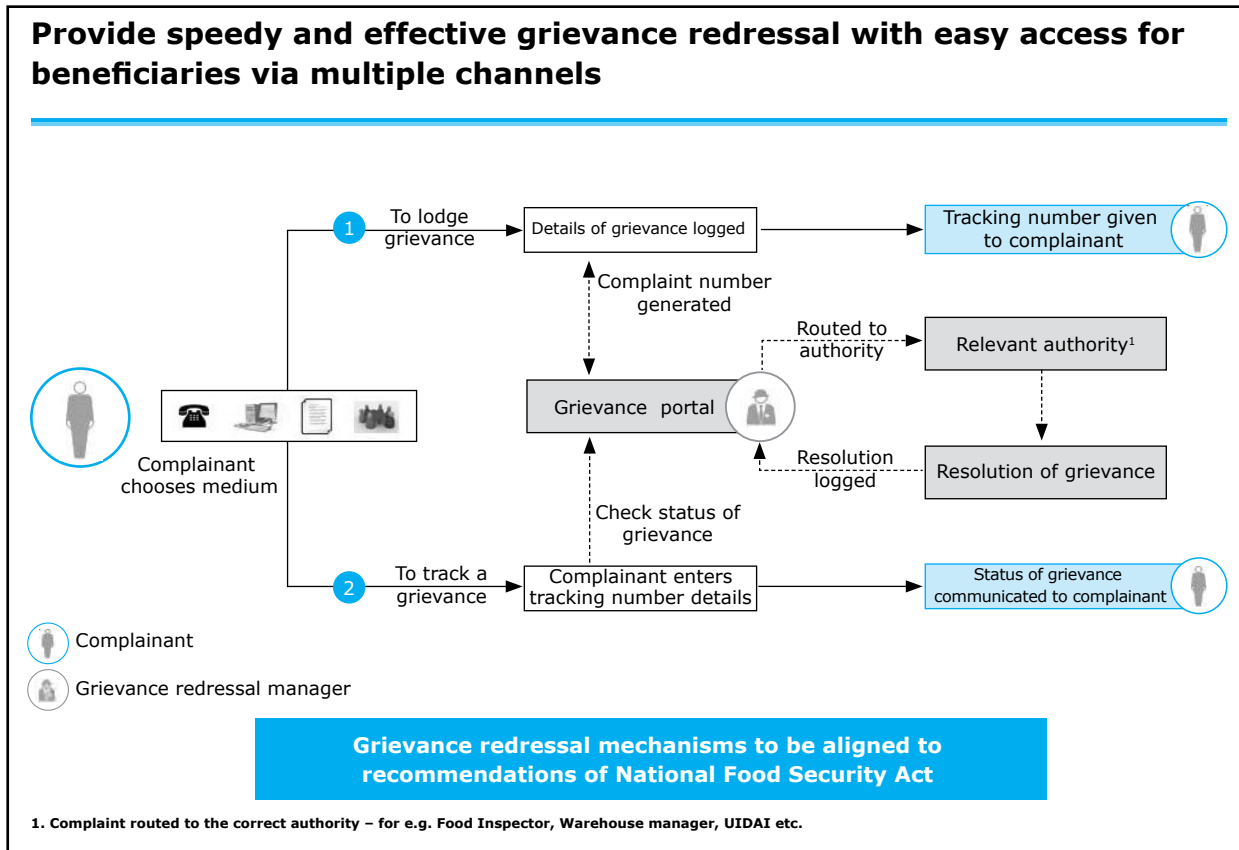 Provide speedy and effective grievance redressal with easy access for
beneficiaries via multiple channels
1
To lodge
grievance
Details of grievance logged
Tracking number given
to complainant
Complaint number
generated
Routed to
authority
Relevant authority1
Grievance portal
Complainant
chooses medium
Resolution
logged
Resolution of grievance
Check status of
grievance
2
To track a
grievance
Complainant enters
tracking number details
Status of grievance
communicated to complainant
Complainant
Grievance redressal manager
Grievance redressal mechanisms to be aligned to
recommendations of National Food Security Act
1. Complaint routed to the correct authority – for e.g. Food Inspector, Warehouse manager, UIDAI etc.